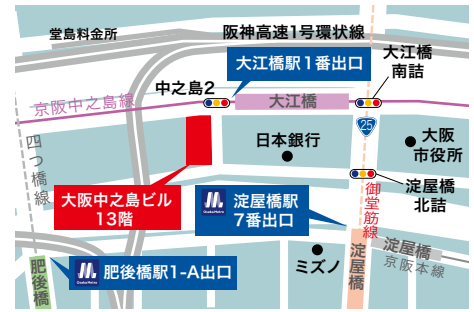 堂島料金所
阪神高速1号環状線
大江橋駅1番出口
大江橋
南詰
中之島2
京阪中之島線
大江橋
四つ橋線
25
日本銀行
大阪
市役所
大阪中之島ビル
13階
淀屋橋駅
7番出口
御堂筋線
淀屋橋
北詰
肥後橋駅1-A出口
肥後橋
ミズノ
淀屋橋
淀屋橋
京阪本線